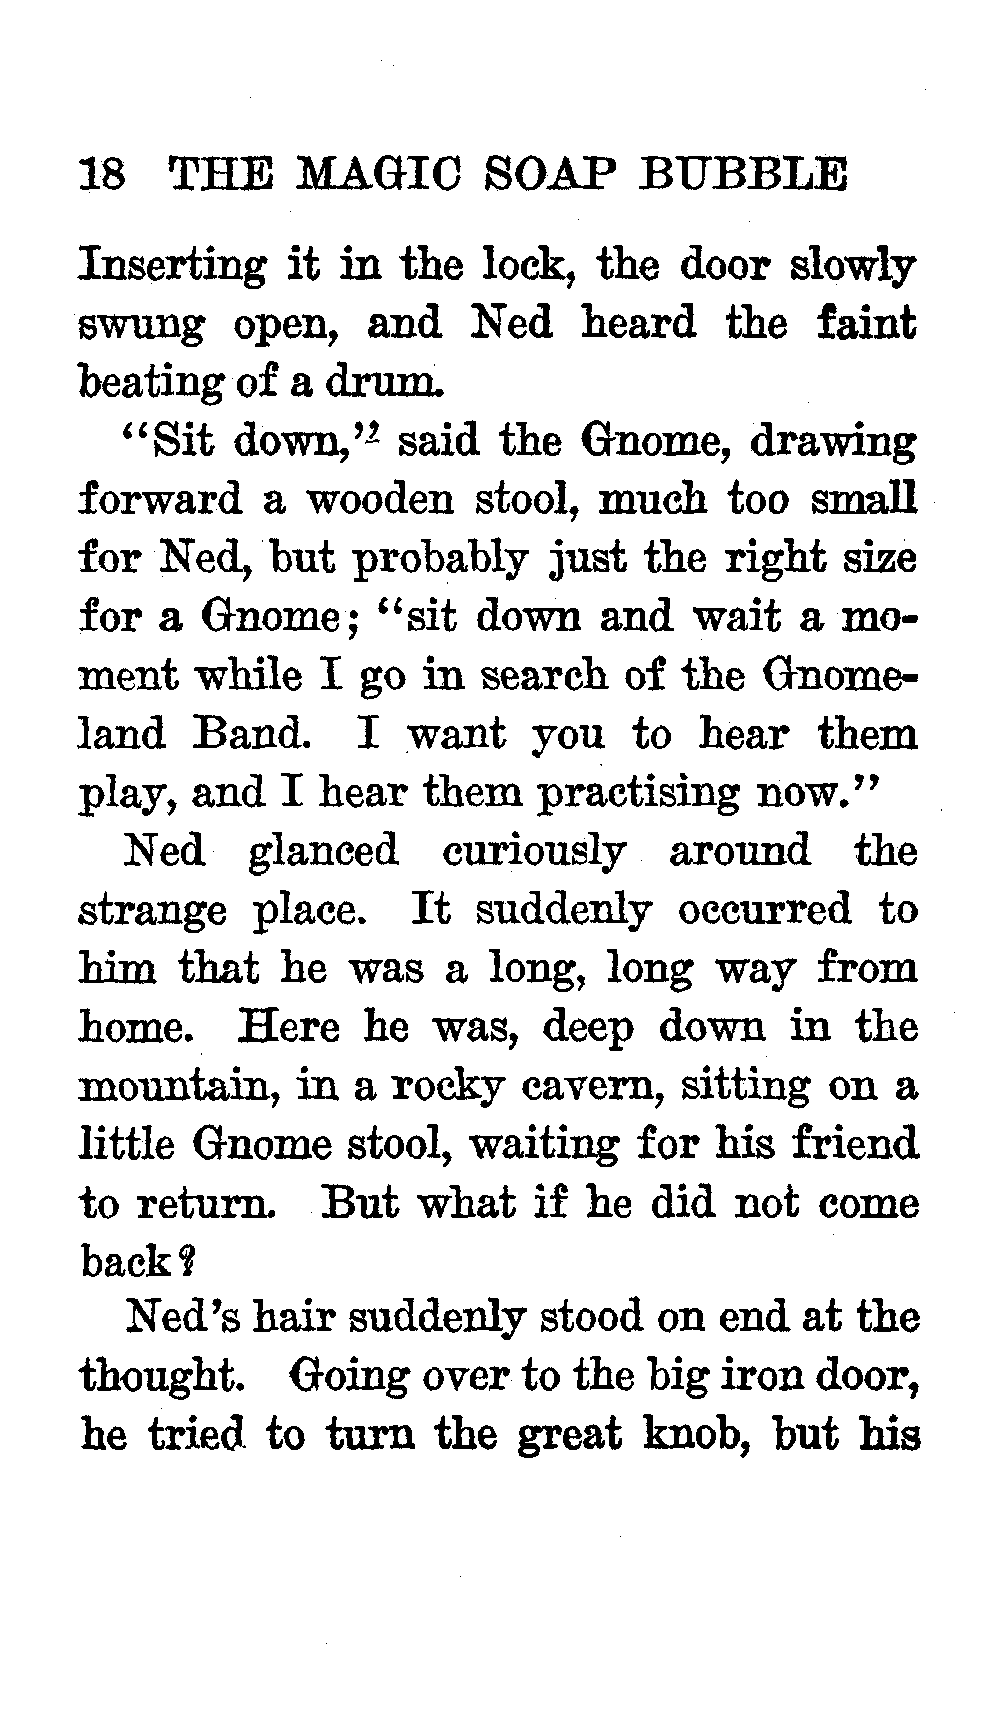 18 THE MAGIC SOAP BUBBLE
Inserting it in the lock, the door slowly
swung open, and Ned heard the faint
beating of a drum.
"Sit down," said the Gnome, drawing
forward a wooden stool, much too small
for Ned, but probably just the right size
for a Gnome; "sit down and wait a mo-
ment while I go in search of the Gnome-
land Band. I want you to hear them
play, and I hear them practising now."
Ned glanced curiously around the
strange place. It suddenly occurred to
him that he was a long, long way from
home. Here he was, deep down in the
mountain, in a rocky cavern, sitting on a
little Gnome stool, waiting for his friend
to return. But what if he did not come
back?
Ned's hair suddenly stood on end at the
thought. Going over to the big iron door,
he tried to turn the great knob, but his